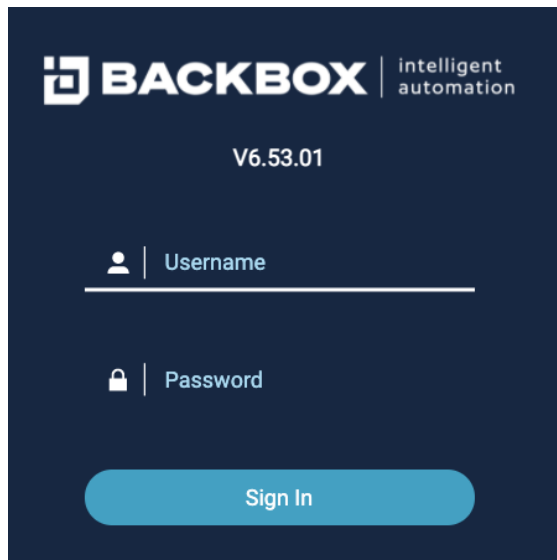 BACKBOX
intelligent
automation
V6.53.01
Username
Password
Sign In